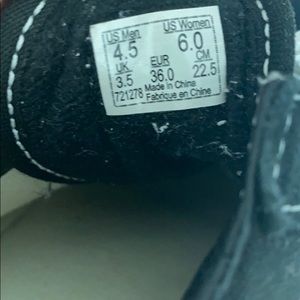 US Men US Women
4.5 6.0
UK EUR CM
3.5 36.0 22.5
721278 Made in China
Fabrique en Chine